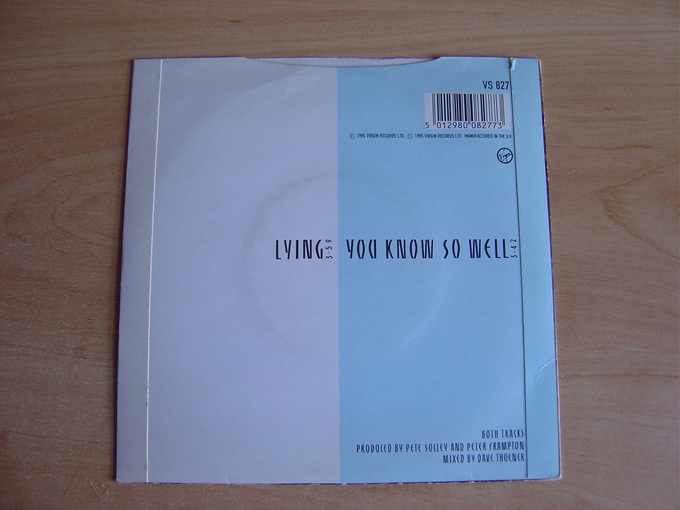 VS 827
5 012980 082773
Ⓟ 1985 VIRGIN RECORDS LTD. © 1985 VIRGIN RECORDS LTD. MANUFACTURED IN THE U.K.
Virgin
LYING 3·59 YOU KNOW SO WELL 3·42
BOTH TRACKS
PRODUCED BY PETE SOLLEY AND PETER FRAMPTON
MIXED BY DAVE THOENER